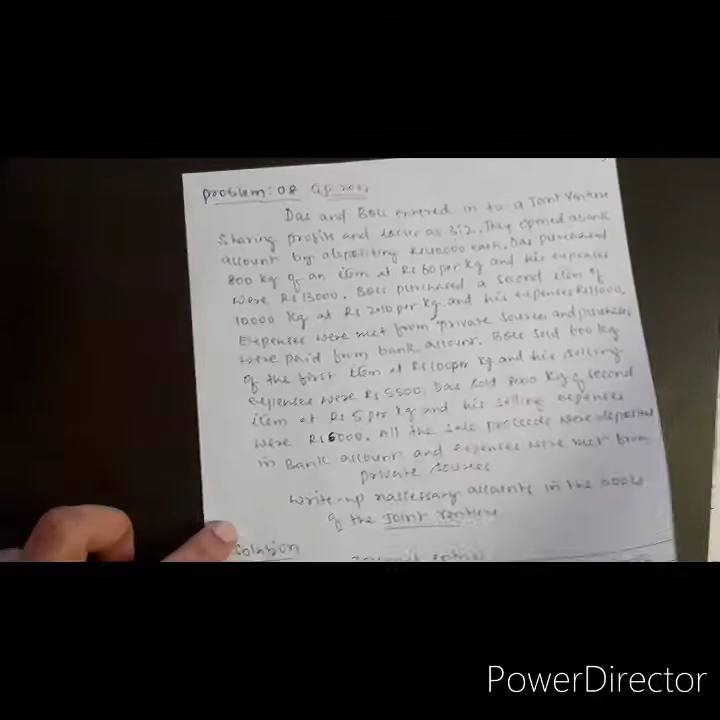 problem: 08
Das and Bose entered in to a Joint Venture
Sharing profits and losses as 3:2. They opened a bank
account by depositing each. Das purchased
800 kg of an item at Rs 60 per kg and his expenses
were Rs 13000. Bose purchased a second item of
10000 kg at Rs per kg and his expenses
Expenses were met from private sources and purchases
were paid from bank account. Bose sold 600 kg
of the first item at Rs 100 per kg and his selling
expenses were Rs 5500. Das sold kg of second
item at Rs 5 per kg and his selling expenses
were Rs 6000. All the sale proceeds were deposited
in Bank account and expenses were met from
private sources
write-up nassessary accounts in the books
of the Joint Venture
Solution
PowerDirector